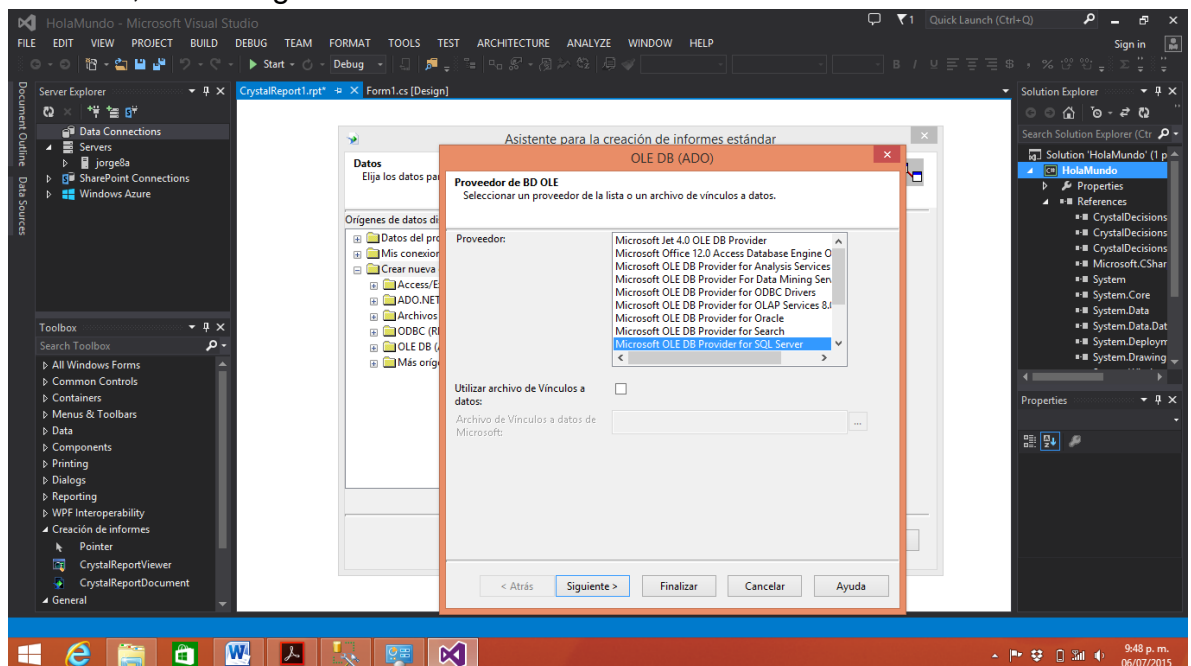 HolaMundo - Microsoft Visual Studio
1 Quick Launch (Ctrl+Q)
FILE EDIT VIEW PROJECT BUILD DEBUG TEAM FORMAT TOOLS TEST ARCHITECTURE ANALYZE WINDOW HELP
Sign in
Start Debug
Document Outline
Data Sources
Server Explorer
Data Connections
Servers
jorge8a
SharePoint Connections
Windows Azure
Toolbox
Search Toolbox
All Windows Forms
Common Controls
Containers
Menus & Toolbars
Data
Components
Printing
Dialogs
Reporting
WPF Interoperability
Creación de informes
Pointer
CrystalReportViewer
CrystalReportDocument
General
CrystalReport1.rpt* Form1.cs [Design]
Asistente para la creación de informes estándar
Datos
Elija los datos par
Orígenes de datos di
Datos del pro
Mis conexion
Crear nueva
Access/E
ADO.NET
Archivos
ODBC (R
OLE DB (
Más oríge
OLE DB (ADO)
Proveedor de BD OLE
Seleccionar un proveedor de la lista o un archivo de vínculos a datos.
Proveedor:
Microsoft Jet 4.0 OLE DB Provider
Microsoft Office 12.0 Access Database Engine O
Microsoft OLE DB Provider for Analysis Services
Microsoft OLE DB Provider For Data Mining Serv
Microsoft OLE DB Provider for ODBC Drivers
Microsoft OLE DB Provider for OLAP Services 8.
Microsoft OLE DB Provider for Oracle
Microsoft OLE DB Provider for Search
Microsoft OLE DB Provider for SQL Server
Utilizar archivo de Vínculos a
datos:
Archivo de Vínculos a datos de
Microsoft:
...
< Atrás Siguiente > Finalizar Cancelar Ayuda
Solution Explorer
Search Solution Explorer (Ctr
Solution 'HolaMundo' (1 p
HolaMundo
Properties
References
CrystalDecisions
CrystalDecisions
CrystalDecisions
Microsoft.CShar
System
System.Core
System.Data
System.Data.Dat
System.Deploym
System.Drawing
Properties
9:48 p. m.
06/07/2015